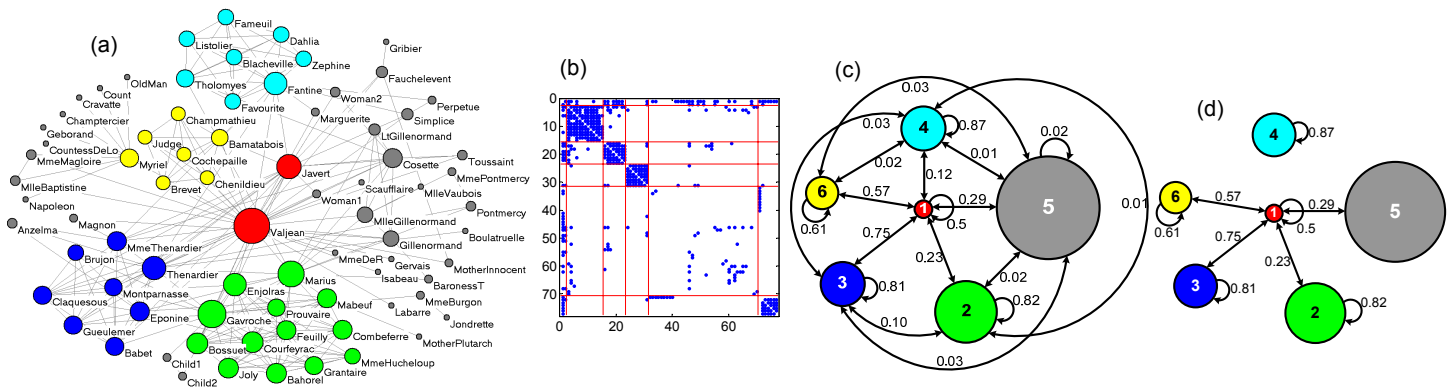 (a)
Fameuil
Listolier
Dahlia
Blacheville
Zephine
Tholomyes
Fantine
Favourite
Gribier
Fauchelevent
OldMan
Count
Cravatte
Champtercier
Geborand
CountessDeLo
MmeMagloire
MlleBaptistine
Napoleon
Anzelma
Champmathieu
Judge
Bamatabois
Myriel
Cochepaille
Brevet
Chenildieu
Woman2
Marguerite
Perpetue
Simplice
LtGillenormand
Javert
Cosette
Toussaint
MmePontmercy
Scaufflaire
MlleVaubois
Woman1
Pontmercy
MlleGillenormand
Boulatruelle
Valjean
Gillenormand
Magnon
MmeThenardier
Brujon
Thenardier
Claquesous
Montparnasse
Eponine
Gueulemer
Babet
MmeDeR
Gervais
MotherInnocent
Isabeau
BaronessT
MmeBurgon
Labarre
Jondrette
MotherPlutarch
Marius
Enjolras
Mabeuf
Gavroche
Prouvaire
Feuilly
Combeferre
Bossuet
Courfeyrac
MmeHucheloup
Joly
Bahorel
Grantaire
Child1
Child2
(b)
0
10
20
30
40
50
60
70
0
20
40
60
(c)
0.03
0.03
4
0.87
0.02
0.02
0.01
0.12
6
0.57
1
0.29
5
0.01
0.61
0.5
0.75
0.23
0.02
3
0.81
2
0.82
0.10
0.03
(d)
4
0.87
6
0.57
1
0.29
5
0.61
0.5
0.75
0.23
3
0.81
2
0.82